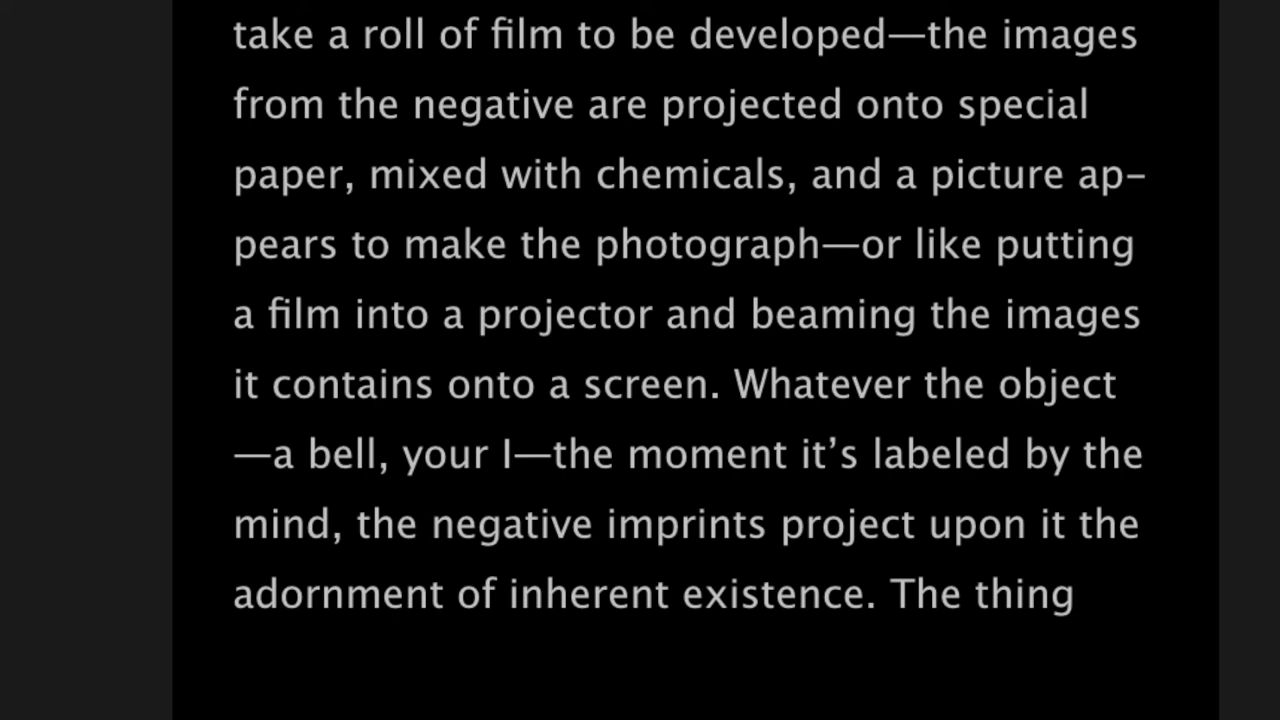 take a roll of film to be developed—the images
from the negative are projected onto special
paper, mixed with chemicals, and a picture ap-
pears to make the photograph—or like putting
a film into a projector and beaming the images
it contains onto a screen. Whatever the object
—a bell, your I—the moment it’s labeled by the
mind, the negative imprints project upon it the
adornment of inherent existence. The thing